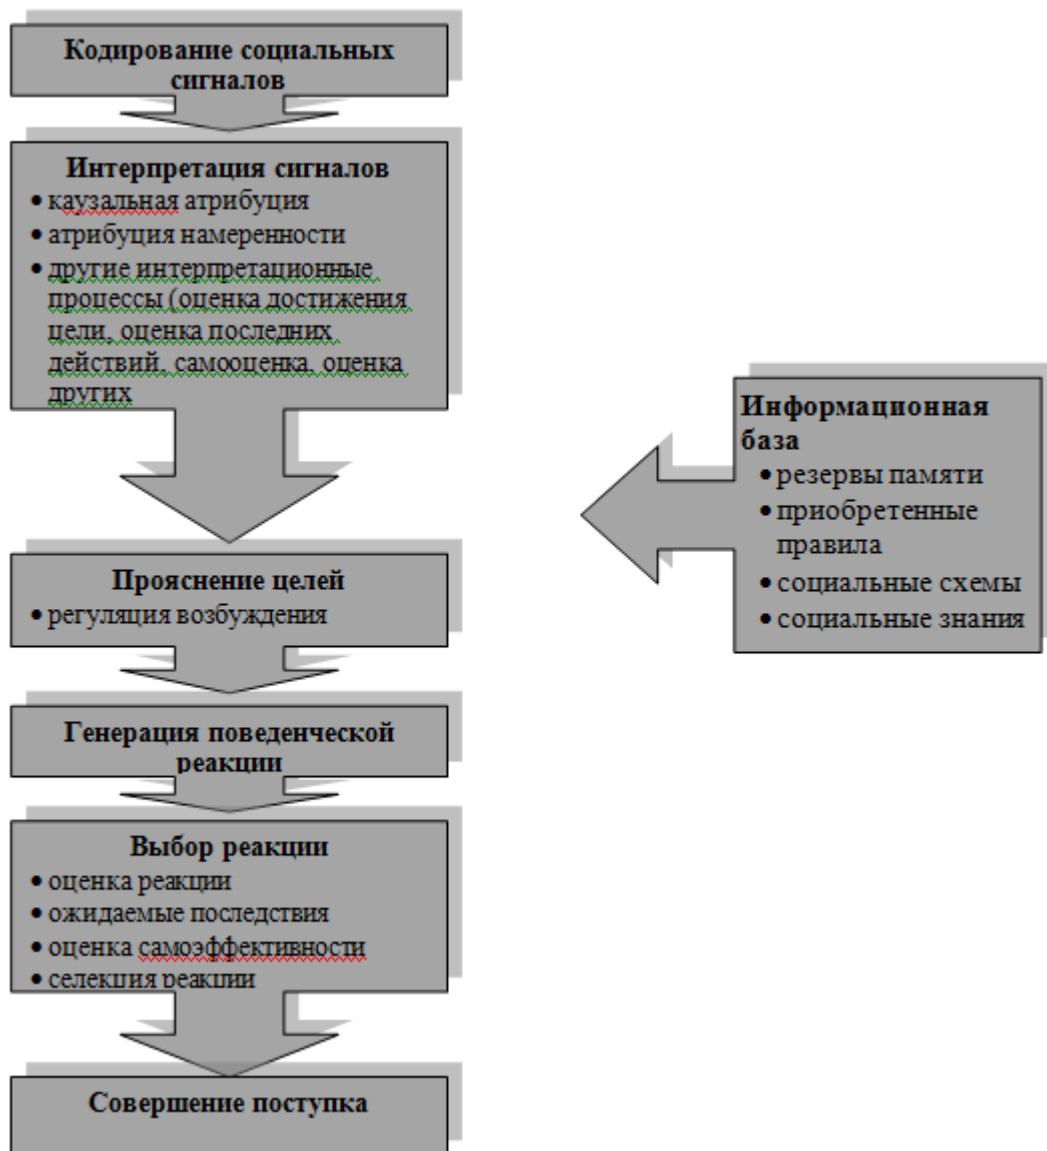 Кодирование социальных
сигналов
Интерпретация сигналов
• каузальная атрибуция
• атрибуция намеренности
• другие интерпретационные
процессы (оценка достижения
цели, оценка последних
действий, самооценка, оценка
других
Прояснение целей
• регуляция возбуждения
Генерация поведенческой
реакции
Выбор реакции
• оценка реакции
• ожидаемые последствия
• оценка самоэффективности
• селекция реакции
Совершение поступка
Информационная
база
• резервы памяти
• приобретенные
правила
• социальные схемы
• социальные знания